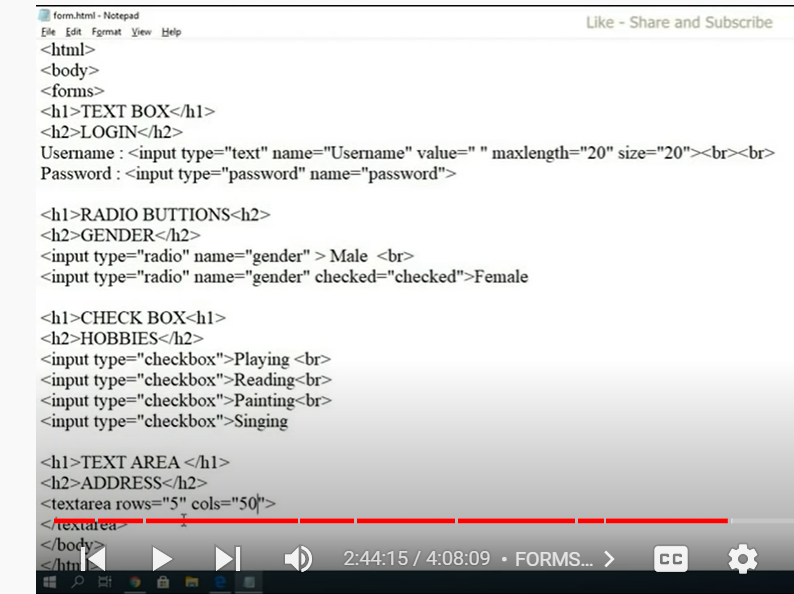 form.html - Notepad
File Edit Format View Help
Like - Share and Subscribe
<html>
<body>
<forms>
<h1>TEXT BOX</h1>
<h2>LOGIN</h2>
Username : <input type="text" name="Username" value=" " maxlength="20" size="20"><br><br>
Password : <input type="password" name="password">
<h1>RADIO BUTTIONS<h2>
<h2>GENDER</h2>
<input type="radio" name="gender" > Male <br>
<input type="radio" name="gender" checked="checked">Female
<h1>CHECK BOX<h1>
<h2>HOBBIES</h2>
<input type="checkbox">Playing <br>
<input type="checkbox">Reading<br>
<input type="checkbox">Painting<br>
<input type="checkbox">Singing
<h1>TEXT AREA </h1>
<h2>ADDRESS</h2>
<textarea rows="5" cols="50">
</textarea>
</body>
2:44:15 / 4:08:09 • FORMS...
CC